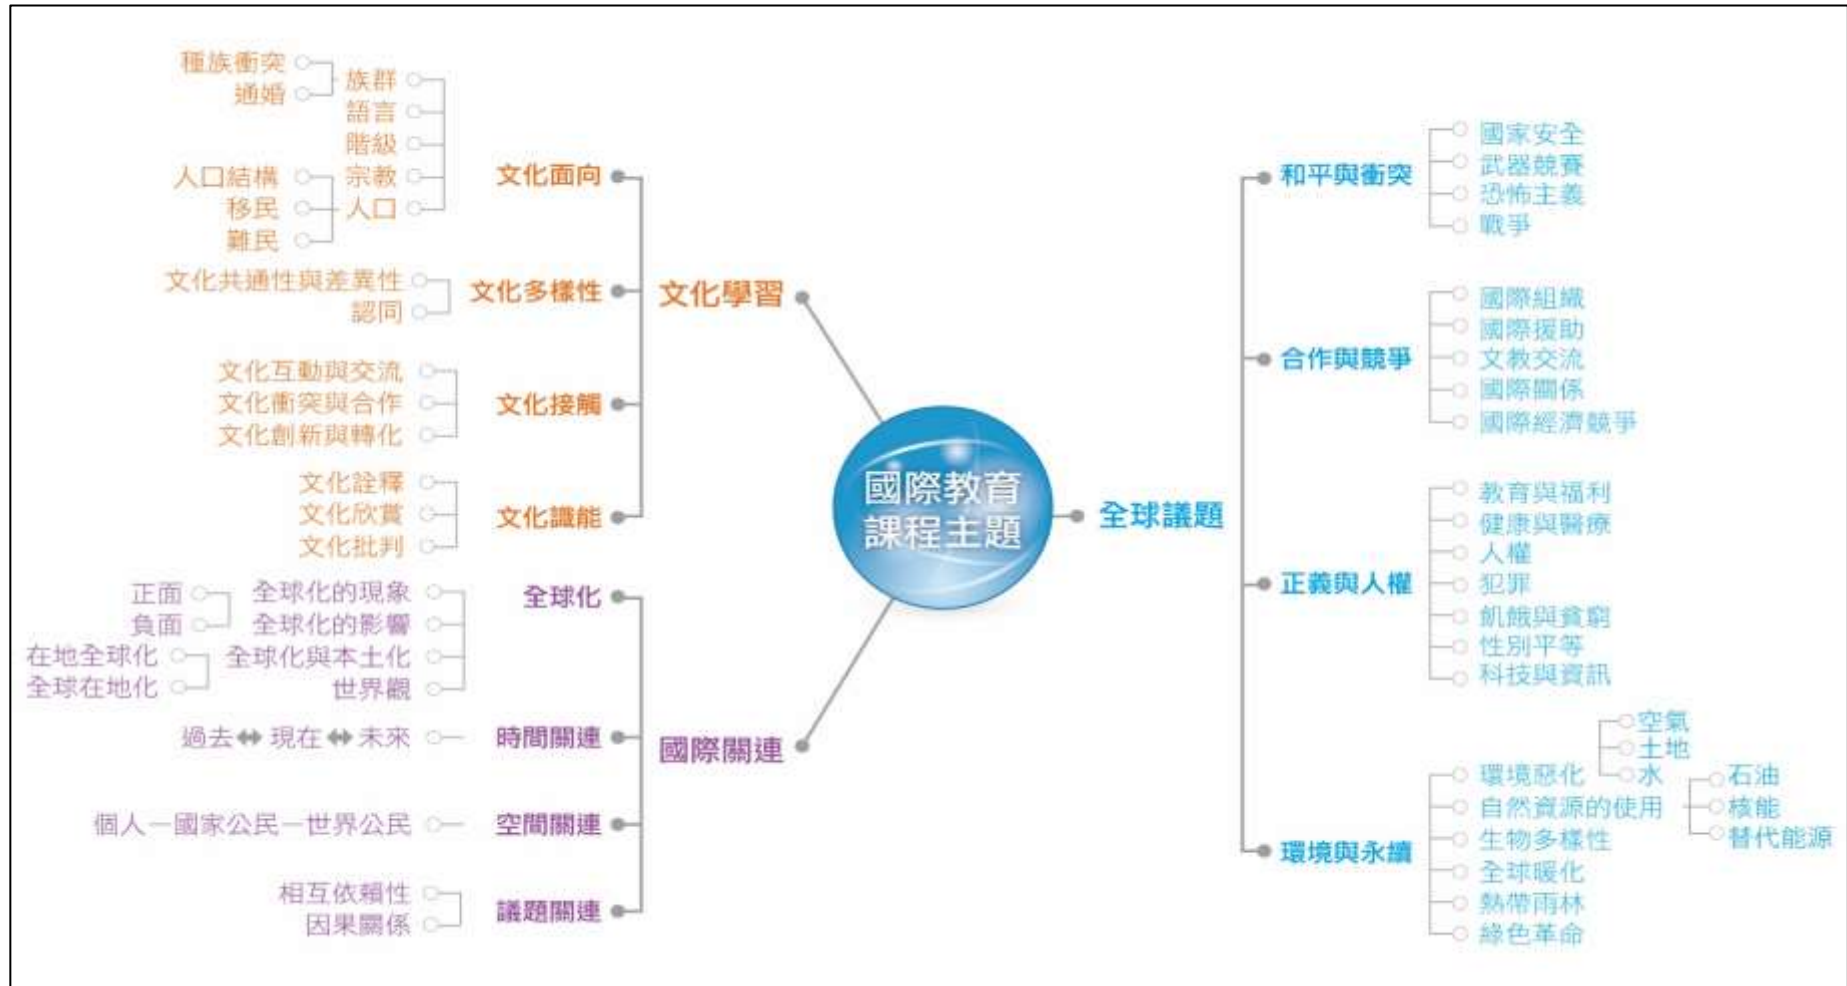 國際教育
課程主題
文化學習
文化面向
族群
種族衝突
通婚
語言
階級
宗教
人口
人口結構
移民
難民
文化多樣性
文化共通性與差異性
認同
文化接觸
文化互動與交流
文化衝突與合作
文化創新與轉化
文化識能
文化詮釋
文化欣賞
文化批判
國際關連
全球化
全球化的現象
全球化的影響
正面
負面
全球化與本土化
在地全球化
全球在地化
世界觀
時間關連
過去⬌現在⬌未來
空間關連
個人－國家公民－世界公民
議題關連
相互依賴性
因果關係
全球議題
和平與衝突
國家安全
武器競賽
恐怖主義
戰爭
合作與競爭
國際組織
國際援助
文教交流
國際關係
國際經濟競爭
正義與人權
教育與福利
健康與醫療
人權
犯罪
飢餓與貧窮
性別平等
科技與資訊
環境與永續
環境惡化
空氣
土地
水
自然資源的使用
石油
核能
替代能源
生物多樣性
全球暖化
熱帶雨林
綠色革命